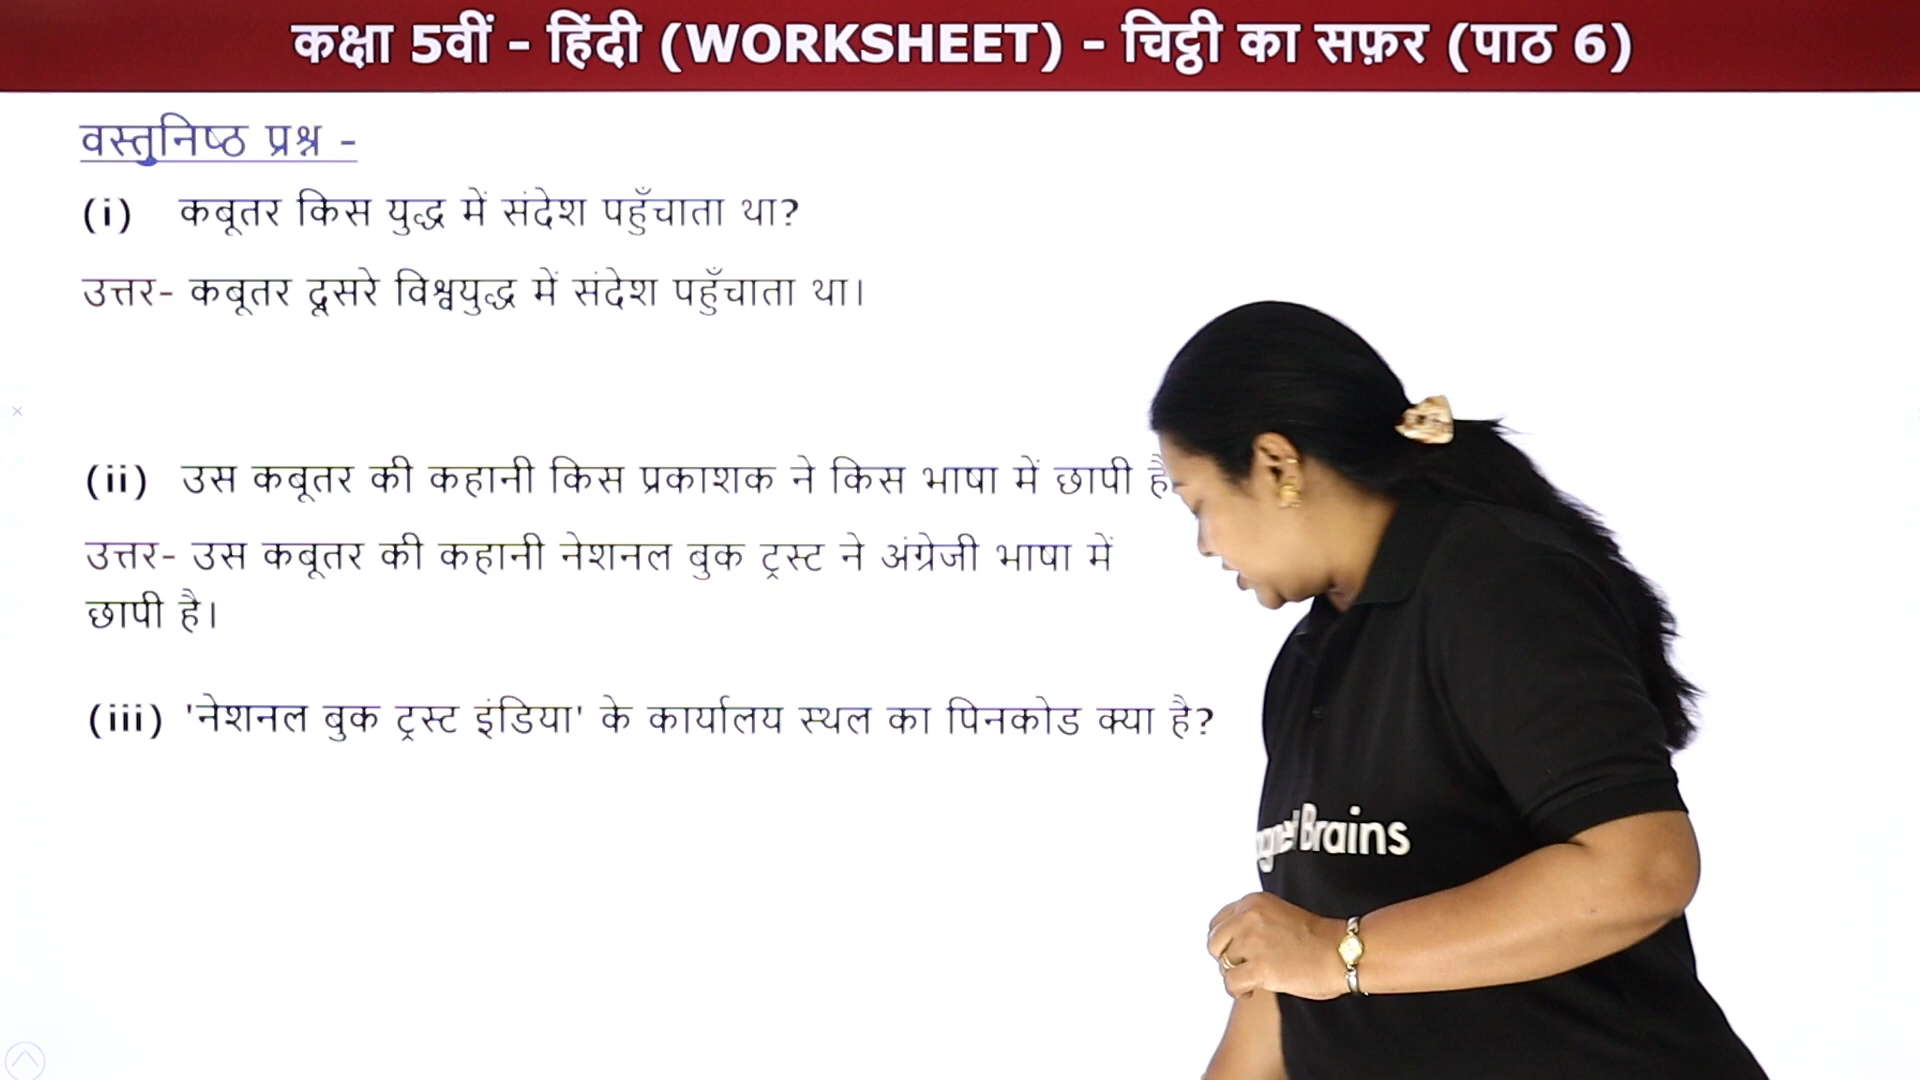 कक्षा 5वीं - हिंदी (WORKSHEET) - चिट्ठी का सफ़र (पाठ 6)
वस्तुनिष्ठ प्रश्न -
(i) कबूतर किस युद्ध में संदेश पहुँचाता था?
उत्तर- कबूतर दूसरे विश्वयुद्ध में संदेश पहुँचाता था।
(ii) उस कबूतर की कहानी किस प्रकाशक ने किस भाषा में छापी है
उत्तर- उस कबूतर की कहानी नेशनल बुक ट्रस्ट ने अंग्रेजी भाषा में
छापी है।
(iii) 'नेशनल बुक ट्रस्ट इंडिया' के कार्यालय स्थल का पिनकोड क्या है?
Brains